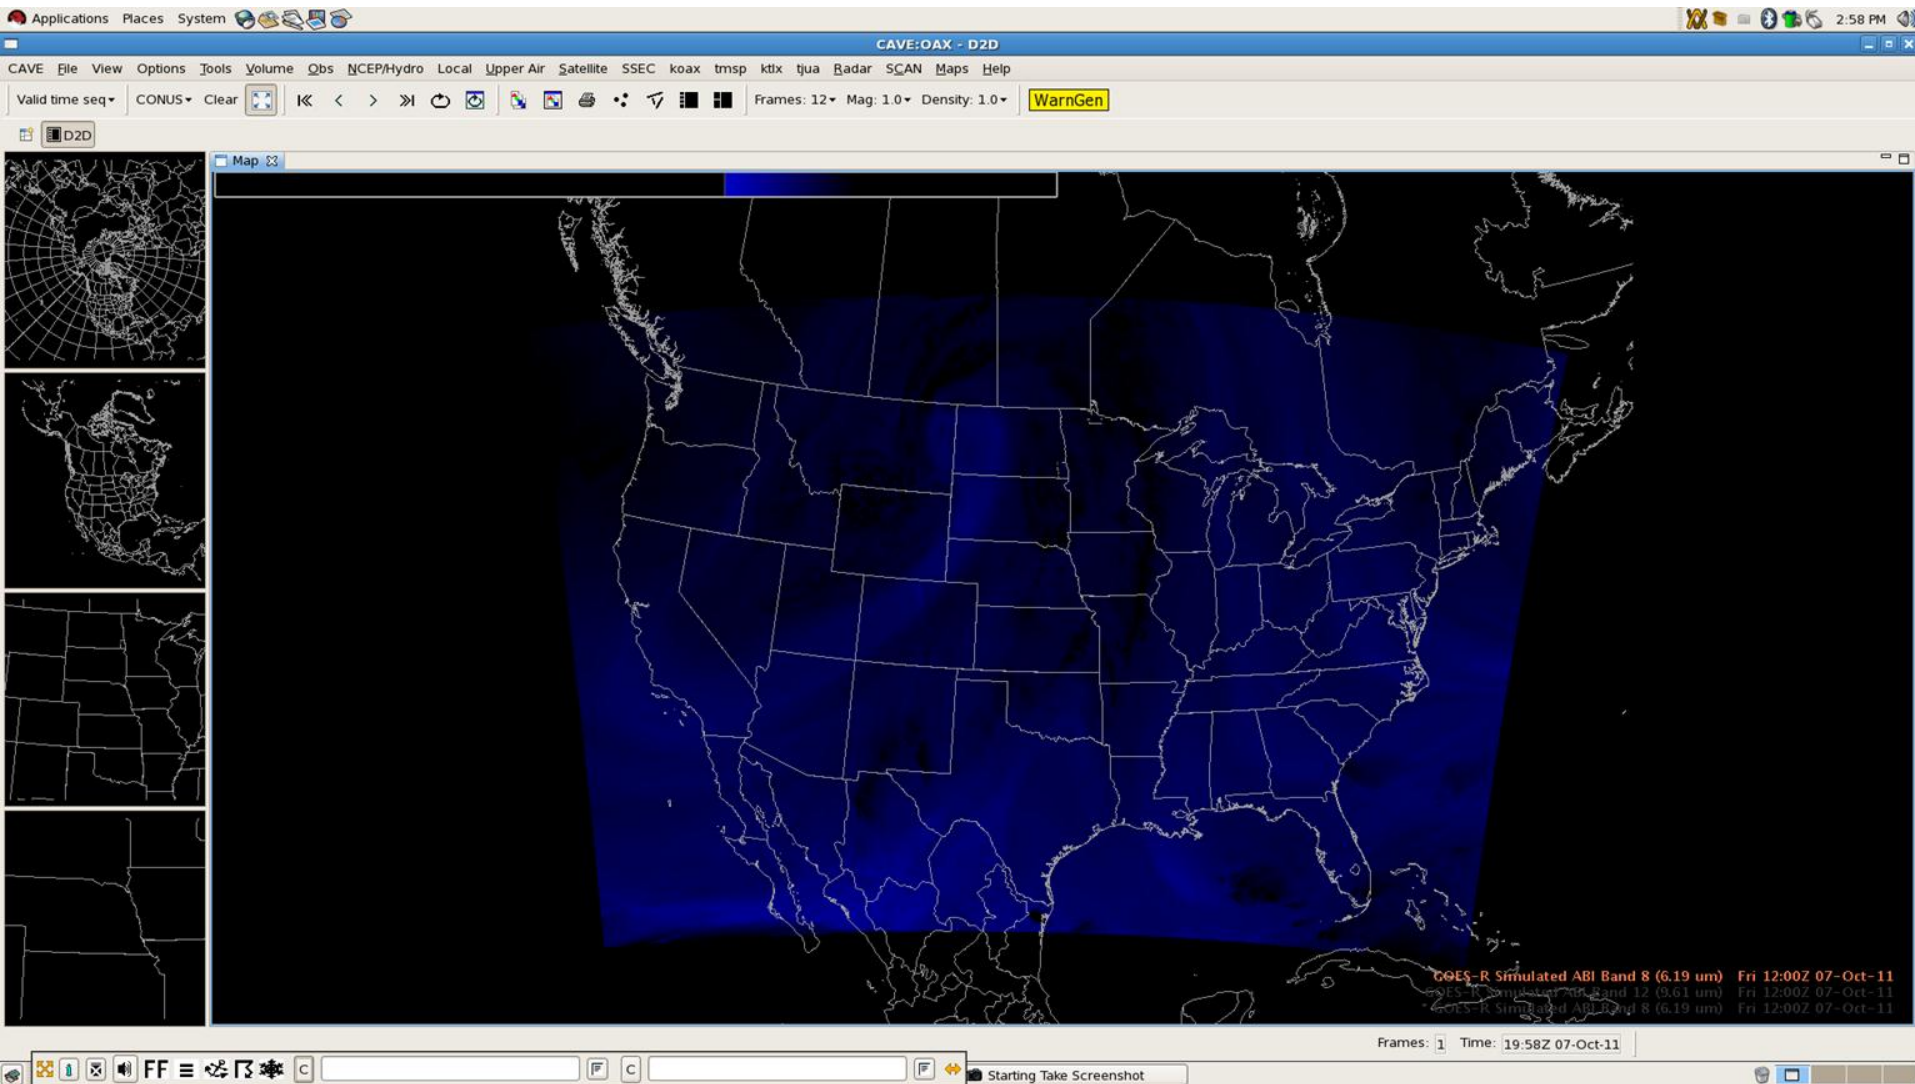 Applications Places System 2:58 PM
CAVE:OAX - D2D
CAVE File View Options Tools Volume Obs NCEP/Hydro Local Upper Air Satellite SSEC koax tmsp ktlx tjua Radar SCAN Maps Help
Valid time seq CONUS Clear Frames: 12 Mag: 1.0 Density: 1.0 WarnGen
D2D
Map
GOES-R Simulated ABI Band 8 (6.19 um) Fri 12:00Z 07-Oct-11
GOES-R Simulated ABI Band 12 (9.61 um) Fri 12:00Z 07-Oct-11
* GOES-R Simulated ABI Band 8 (6.19 um) Fri 12:00Z 07-Oct-11
Frames: 1 Time: 19:58Z 07-Oct-11
FF C C
Starting Take Screenshot